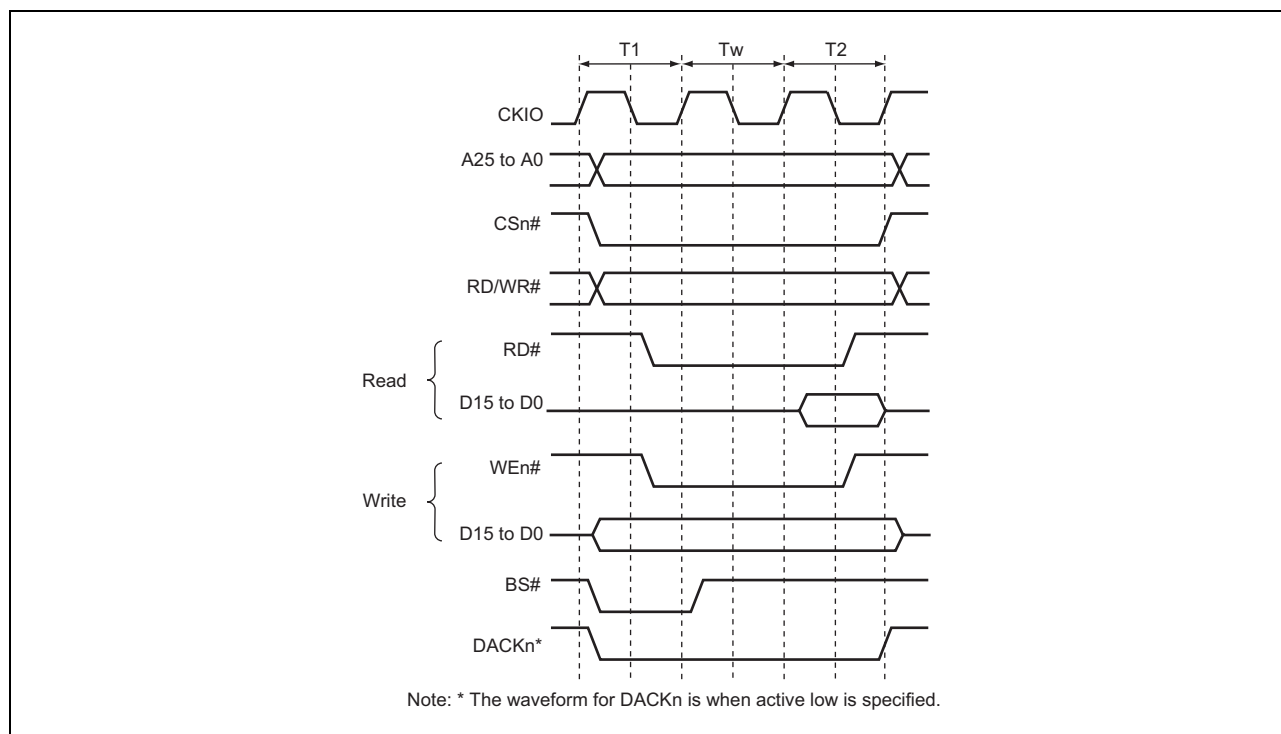 T1 Tw T2
CKIO
A25 to A0
CSn#
RD/WR#
RD#
Read
D15 to D0
WEn#
Write
D15 to D0
BS#
DACKn*
Note: * The waveform for DACKn is when active low is specified.